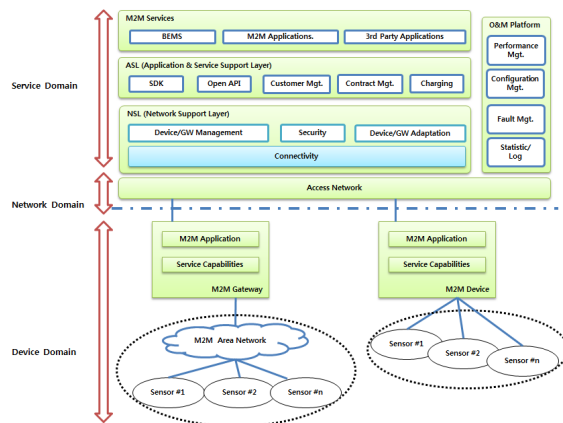 M2M Services
BEMS
M2M Applications.
3rd Party Applications
O&M Platform
Performance
Mgt.
Configuration
Mgt.
Fault Mgt.
Statistic/
Log
Service Domain
ASL (Application & Service Support Layer)
SDK
Open API
Customer Mgt.
Contract Mgt.
Charging
NSL (Network Support Layer)
Device/GW Management
Security
Device/GW Adaptation
Connectivity
Network Domain
Access Network
Device Domain
M2M Application
Service Capabilities
M2M Gateway
M2M Application
Service Capabilities
M2M Device
M2M Area Network
Sensor #1
Sensor #2
Sensor #n
Sensor #1
Sensor #2
Sensor #n